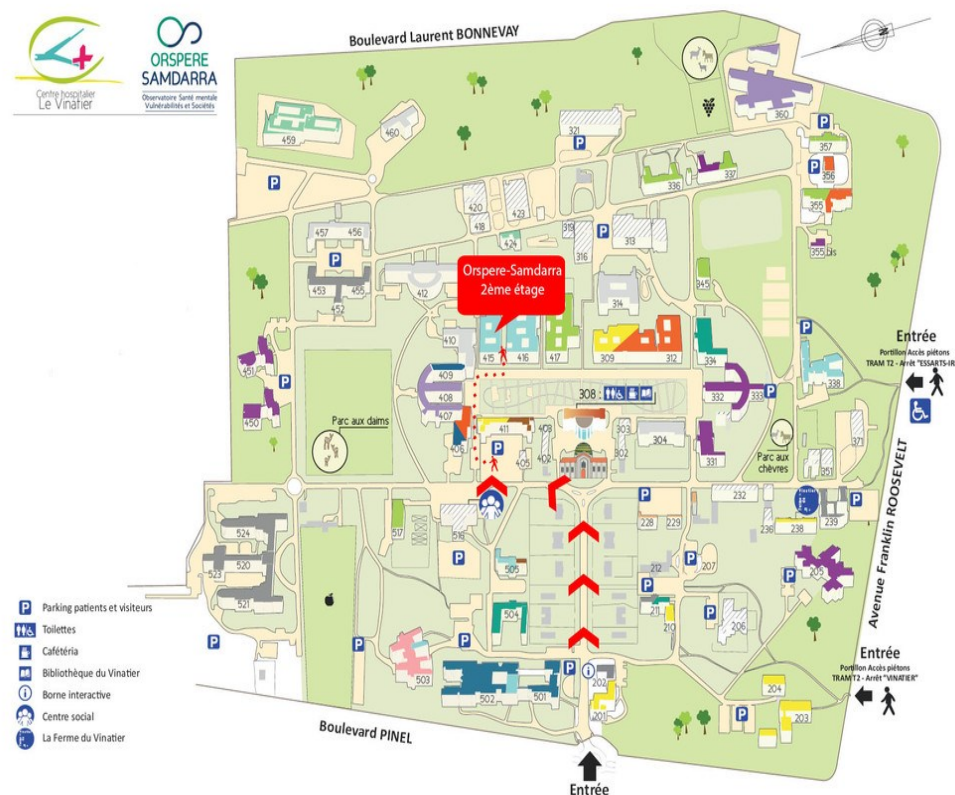 Centre hospitalier
Le Vinatier
ORSPERE
SAMDARRA
Observatoire Santé mentale
Vulnérabilités et Sociétés
Boulevard Laurent BONNEVAY
459
460
321
360
357
356
355
355 bis
336
337
420
418
423
424
319
316
313
457
456
453
455
452
412
Orspere-Samdarra
2ème étage
314
345
410
415
416
417
309
312
334
338
409
408
407
406
308 :
332
333
451
450
Parc aux daims
411
405
403
402
303
302
304
331
Parc aux
chèvres
351
371
Entrée
Portillon Accès piétons
TRAM T2 - Arrêt "ESSARTS-IR
Avenue Franklin ROOSEVELT
524
523
520
521
517
516
505
504
503
502
501
228
229
232
236
238
239
212
207
211
210
206
205
202
201
204
203
Entrée
Portillon Accès piétons
TRAM T2 - Arrêt "VINATIER"
P Parking patients et visiteurs
Toilettes
Cafétéria
Bibliothèque du Vinatier
i Borne interactive
Centre social
La Ferme du Vinatier
Boulevard PINEL
Entrée